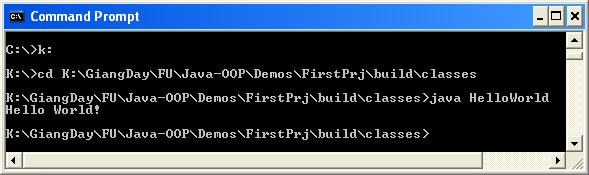 Command Prompt
C:\>k:
K:\>cd K:\GiangDay\FU\Java-OOP\Demos\FirstPrj\build\classes
K:\GiangDay\FU\Java-OOP\Demos\FirstPrj\build\classes>java HelloWorld
Hello World!
K:\GiangDay\FU\Java-OOP\Demos\FirstPrj\build\classes>